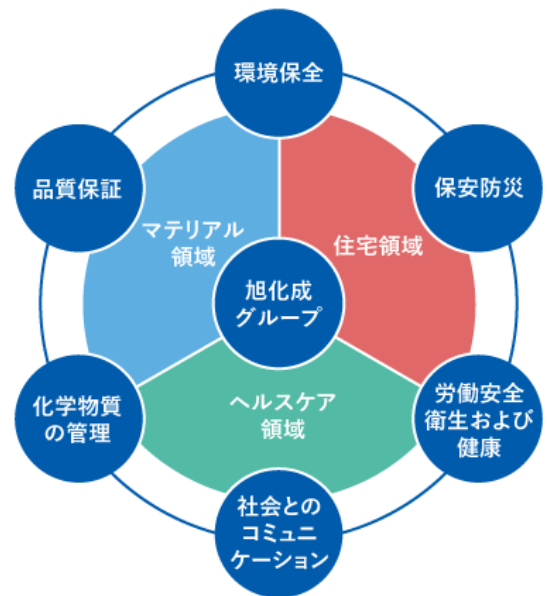 環境保全
品質保証
保安防災
マテリアル
領域
住宅領域
旭化成
グループ
ヘルスケア
領域
化学物質
の管理
労働安全
衛生および
健康
社会との
コミュニ
ケーション